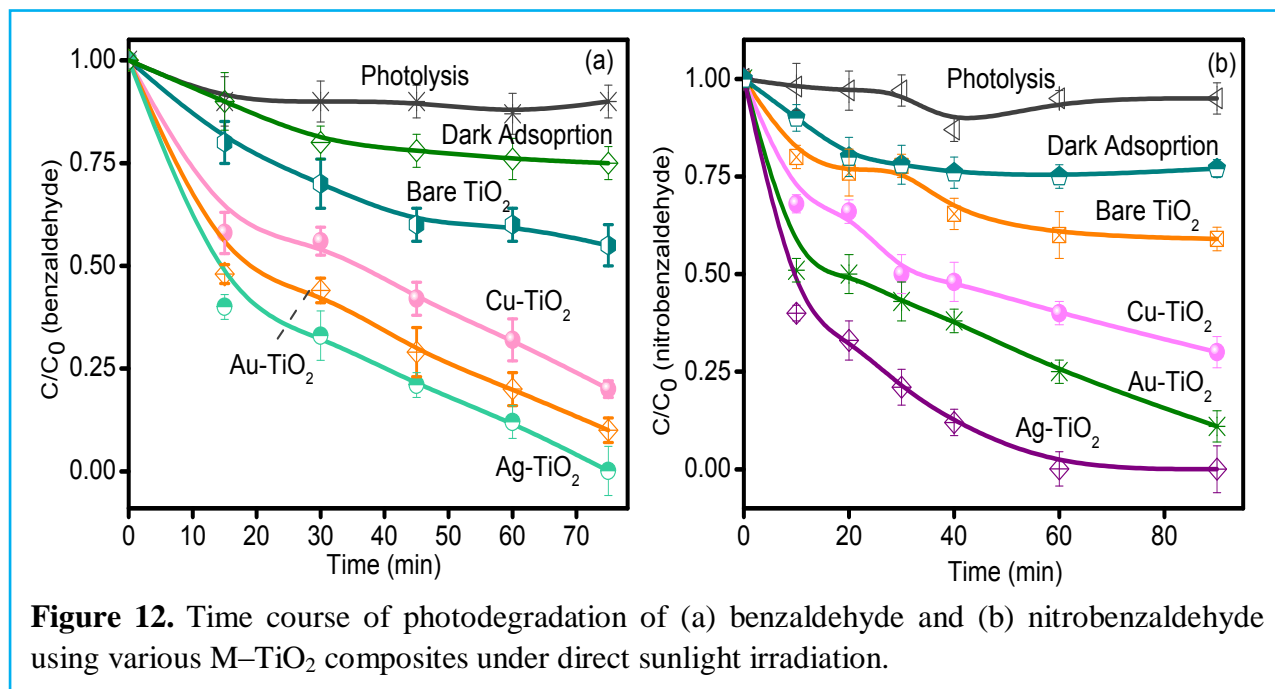 (a)
1.00
0.75
0.50
0.25
0.00
C/C₀ (benzaldehyde)
Photolysis
Dark Adsoprtion
Bare TiO₂
Cu-TiO₂
Au-TiO₂
Ag-TiO₂
0 10 20 30 40 50 60 70
Time (min)
(b)
1.00
0.75
0.50
0.25
0.00
C/C₀ (nitrobenzaldehyde)
Photolysis
Dark Adsoprtion
Bare TiO₂
Cu-TiO₂
Au-TiO₂
Ag-TiO₂
0 20 40 60 80
Time (min)
Figure 12. Time course of photodegradation of (a) benzaldehyde and (b) nitrobenzaldehyde
using various M–TiO₂ composites under direct sunlight irradiation.